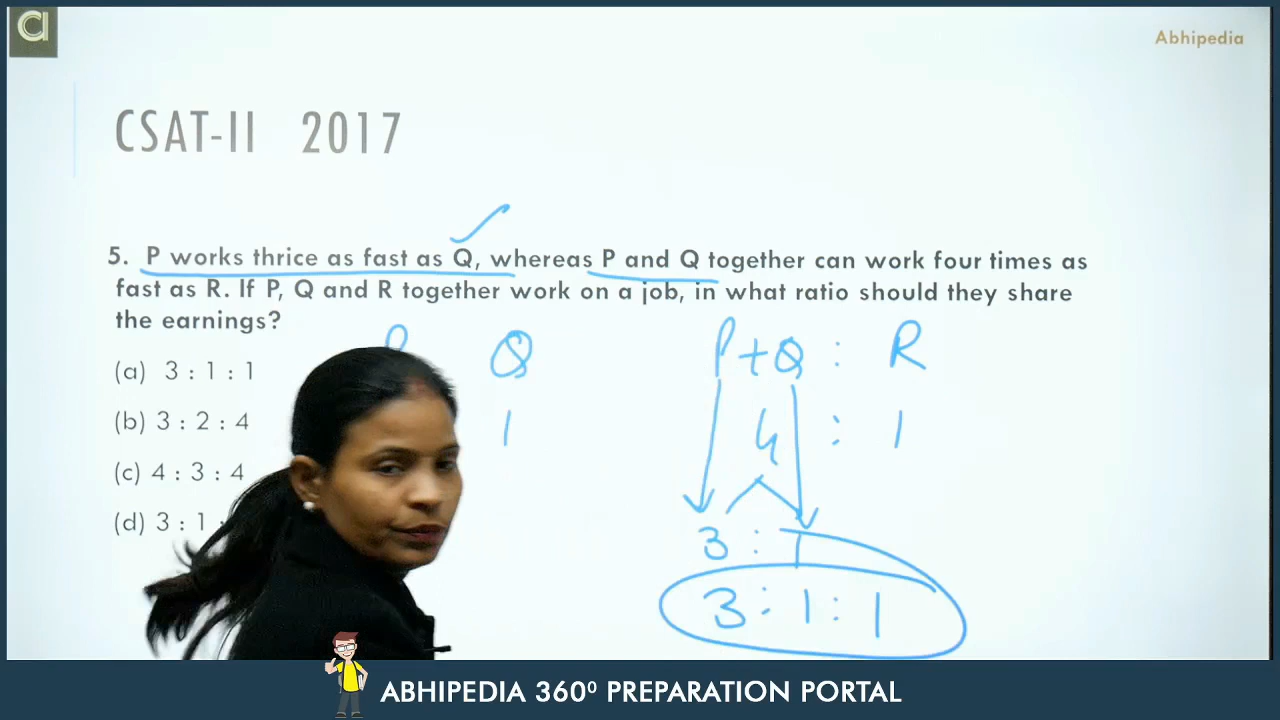 Abhipedia
CSAT-II 2017
5. P works thrice as fast as Q, whereas P and Q together can work four times as
fast as R. If P, Q and R together work on a job, in what ratio should they share
the earnings?
(a) 3 : 1 : 1
(b) 3 : 2 : 4
(c) 4 : 3 : 4
(d) 3 : 1
P Q
1
P+Q : R
4 : 1
3 : 1
3 : 1 : 1
ABHIPEDIA 360⁰ PREPARATION PORTAL